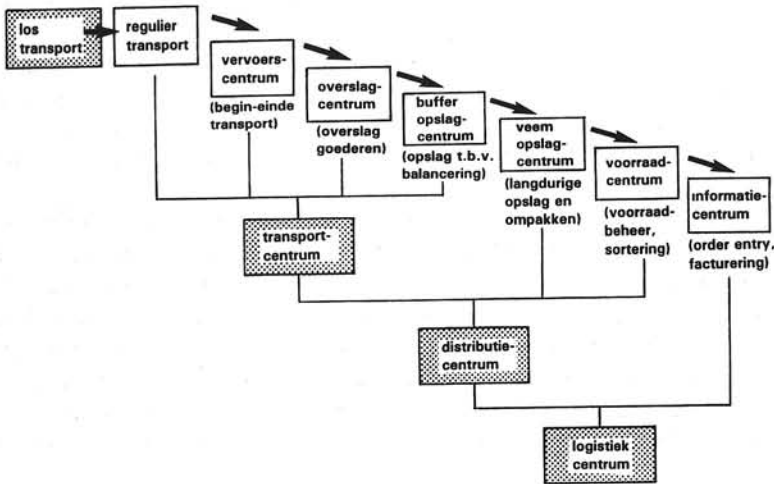 los
transport
regulier
transport
vervoers-
centrum
(begin-einde
transport)
overslag-
centrum
(overslag
goederen)
buffer
opslag-
centrum
(opslag t.b.v.
balancering)
veem
opslag-
centrum
(langdurige
opslag en
ompakken)
voorraad-
centrum
(voorraad-
beheer,
sortering)
informatie-
centrum
(order entry,
facturering)
transport-
centrum
distributie-
centrum
logistiek
centrum